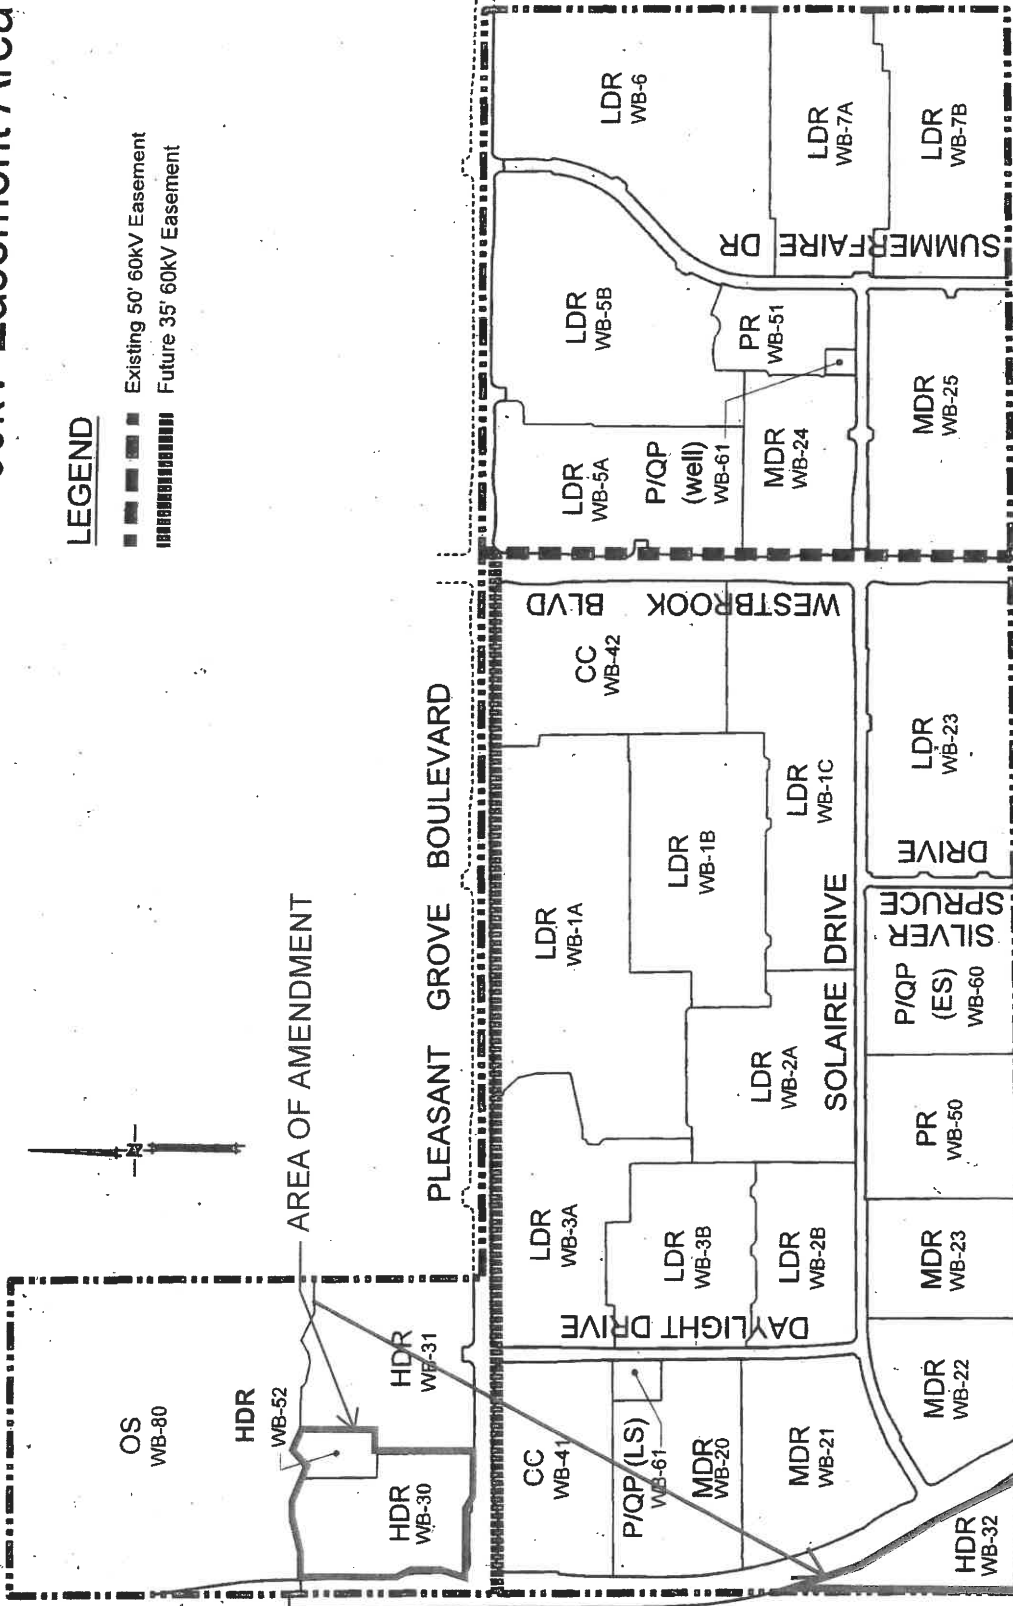 Easement Area
LEGEND
Existing 50' 60kV Easement
Future 35' 60kV Easement
AREA OF AMENDMENT
PLEASANT GROVE BOULEVARD
OS
WB-80
HDR
WB-52
HDR
WB-31
HDR
WB-30
CC
WB-41
P/QP (LS)
WB-61
MDR
WB-20
MDR
WB-21
HDR
WB-32
MDR
WB-22
DAYLIGHT DRIVE
LDR
WB-3A
LDR
WB-3B
LDR
WB-2B
MDR
WB-23
PR
WB-50
LDR
WB-2A
SOLAIRE DRIVE
P/QP
(ES)
WB-60
SILVER
SPRUCE
DRIVE
LDR
WB-1A
LDR
WB-1B
LDR
WB-1C
LDR
WB-23
CC
WB-42
WESTBROOK
BLVD
LDR
WB-5A
P/QP
(well)
WB-61
MDR
WB-24
MDR
WB-25
LDR
WB-5B
PR
WB-51
SUMMERFAIRE DR
LDR
WB-6
LDR
WB-7A
LDR
WB-7B